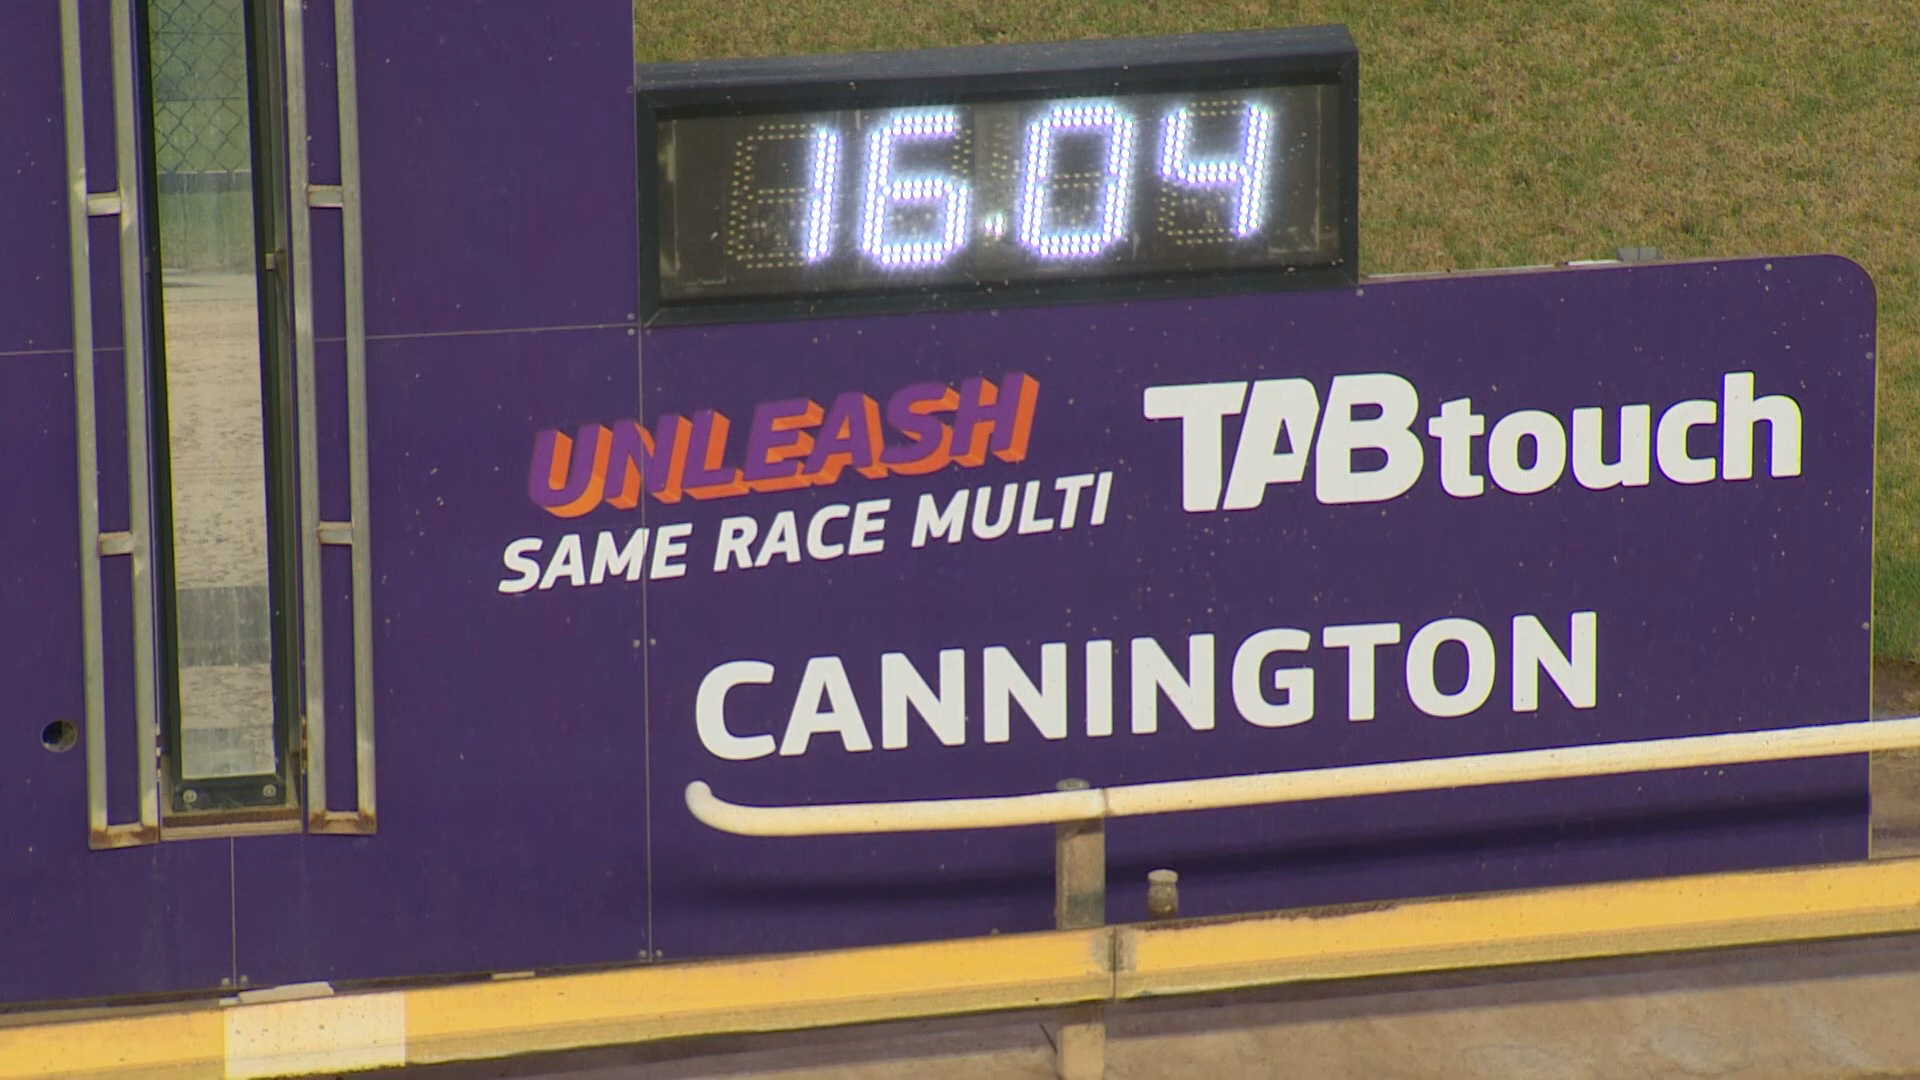 16.04
UNLEASH
SAME RACE MULTI
TABtouch
CANNINGTON